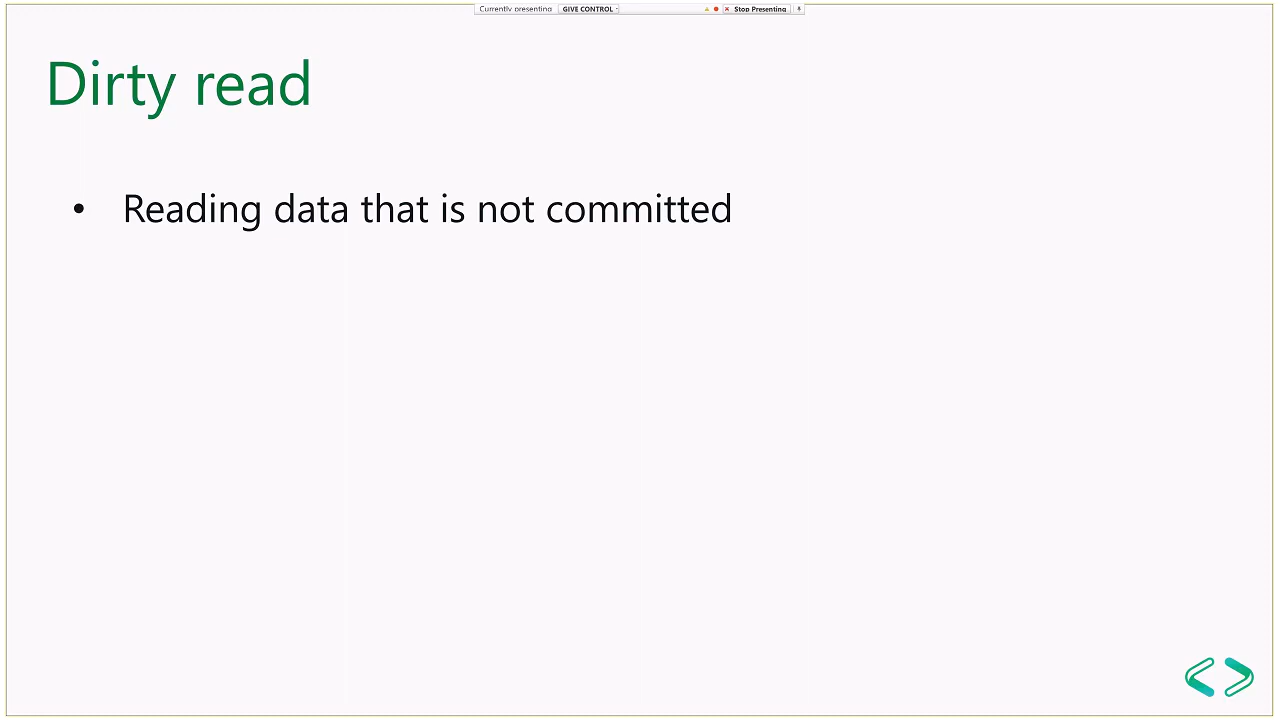 Currently presenting GIVE CONTROL Stop Presenting
Dirty read
• Reading data that is not committed